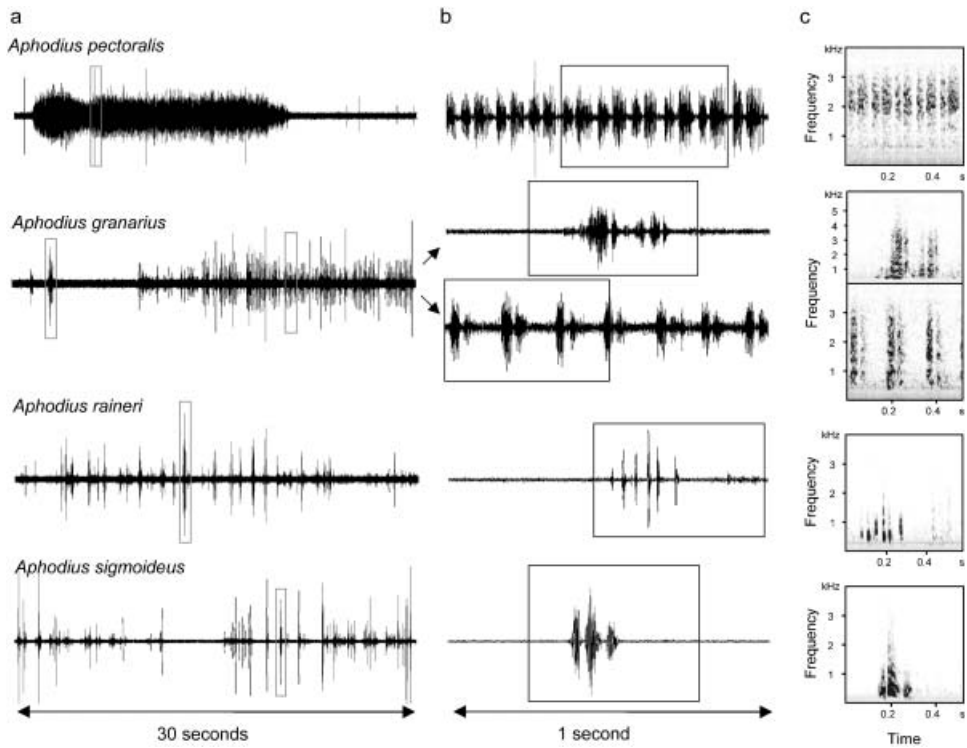 a
b
c
Aphodius pectoralis
kHz
3
2
1
Frequency
0.2 0.4 s
Aphodius granarius
kHz
5
4
3
2
1
3
2
1
Frequency
0.2 0.4 s
Aphodius raineri
kHz
3
2
1
Frequency
0.2 0.4 s
Aphodius sigmoideus
kHz
3
2
1
Frequency
0.2 0.4 s
30 seconds
1 second
Time